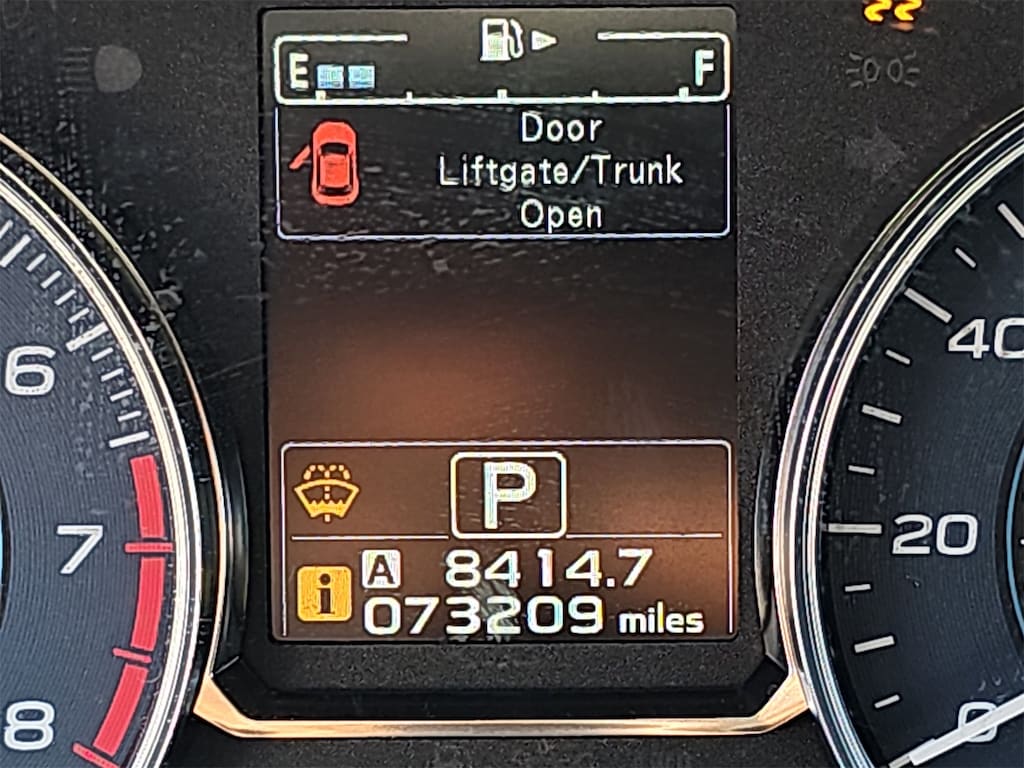 E F
Door
Liftgate/Trunk
Open
6
40
P
7
20
A 8414.7
i 073209 miles
8
0